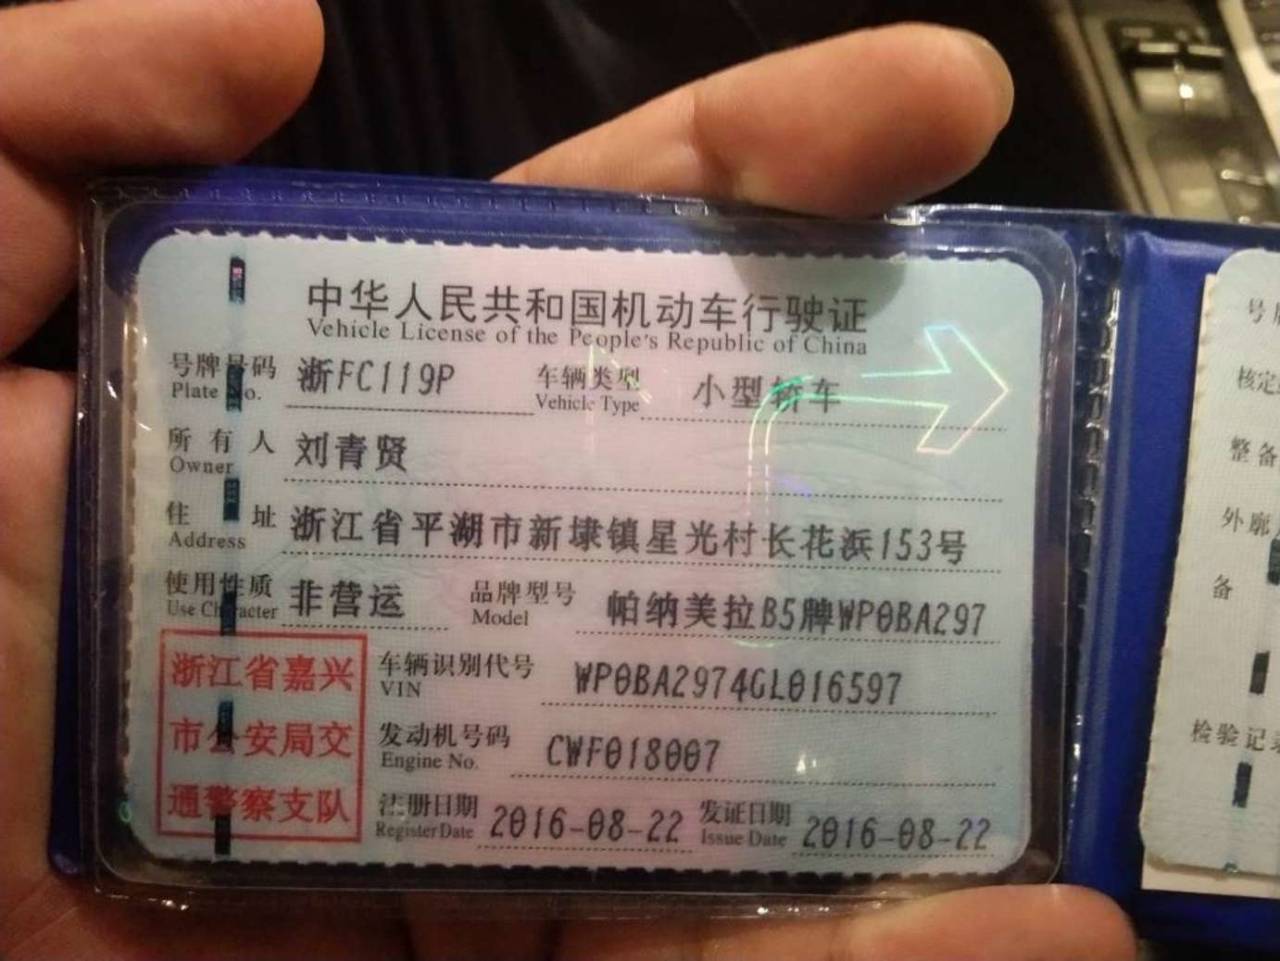 中华人民共和国机动车行驶证
Vehicle License of the People's Republic of China
号牌号码 浙FC119P 车辆类型 小型轿车
Plate No. Vehicle Type
所有人 刘青贤
Owner
住址 浙江省平湖市新埭镇星光村长花浜153号
Address
使用性质 非营运 品牌型号 帕纳美拉B5牌WP0BA297
Use Character Model
浙江省嘉兴
市公安局交
通警察支队
车辆识别代号 WP0BA2974GL016597
VIN
发动机号码 CWF018007
Engine No.
注册日期 2016-08-22 发证日期 2016-08-22
Register Date Issue Date
号牌
核定
整备
外廓
备
检验记录